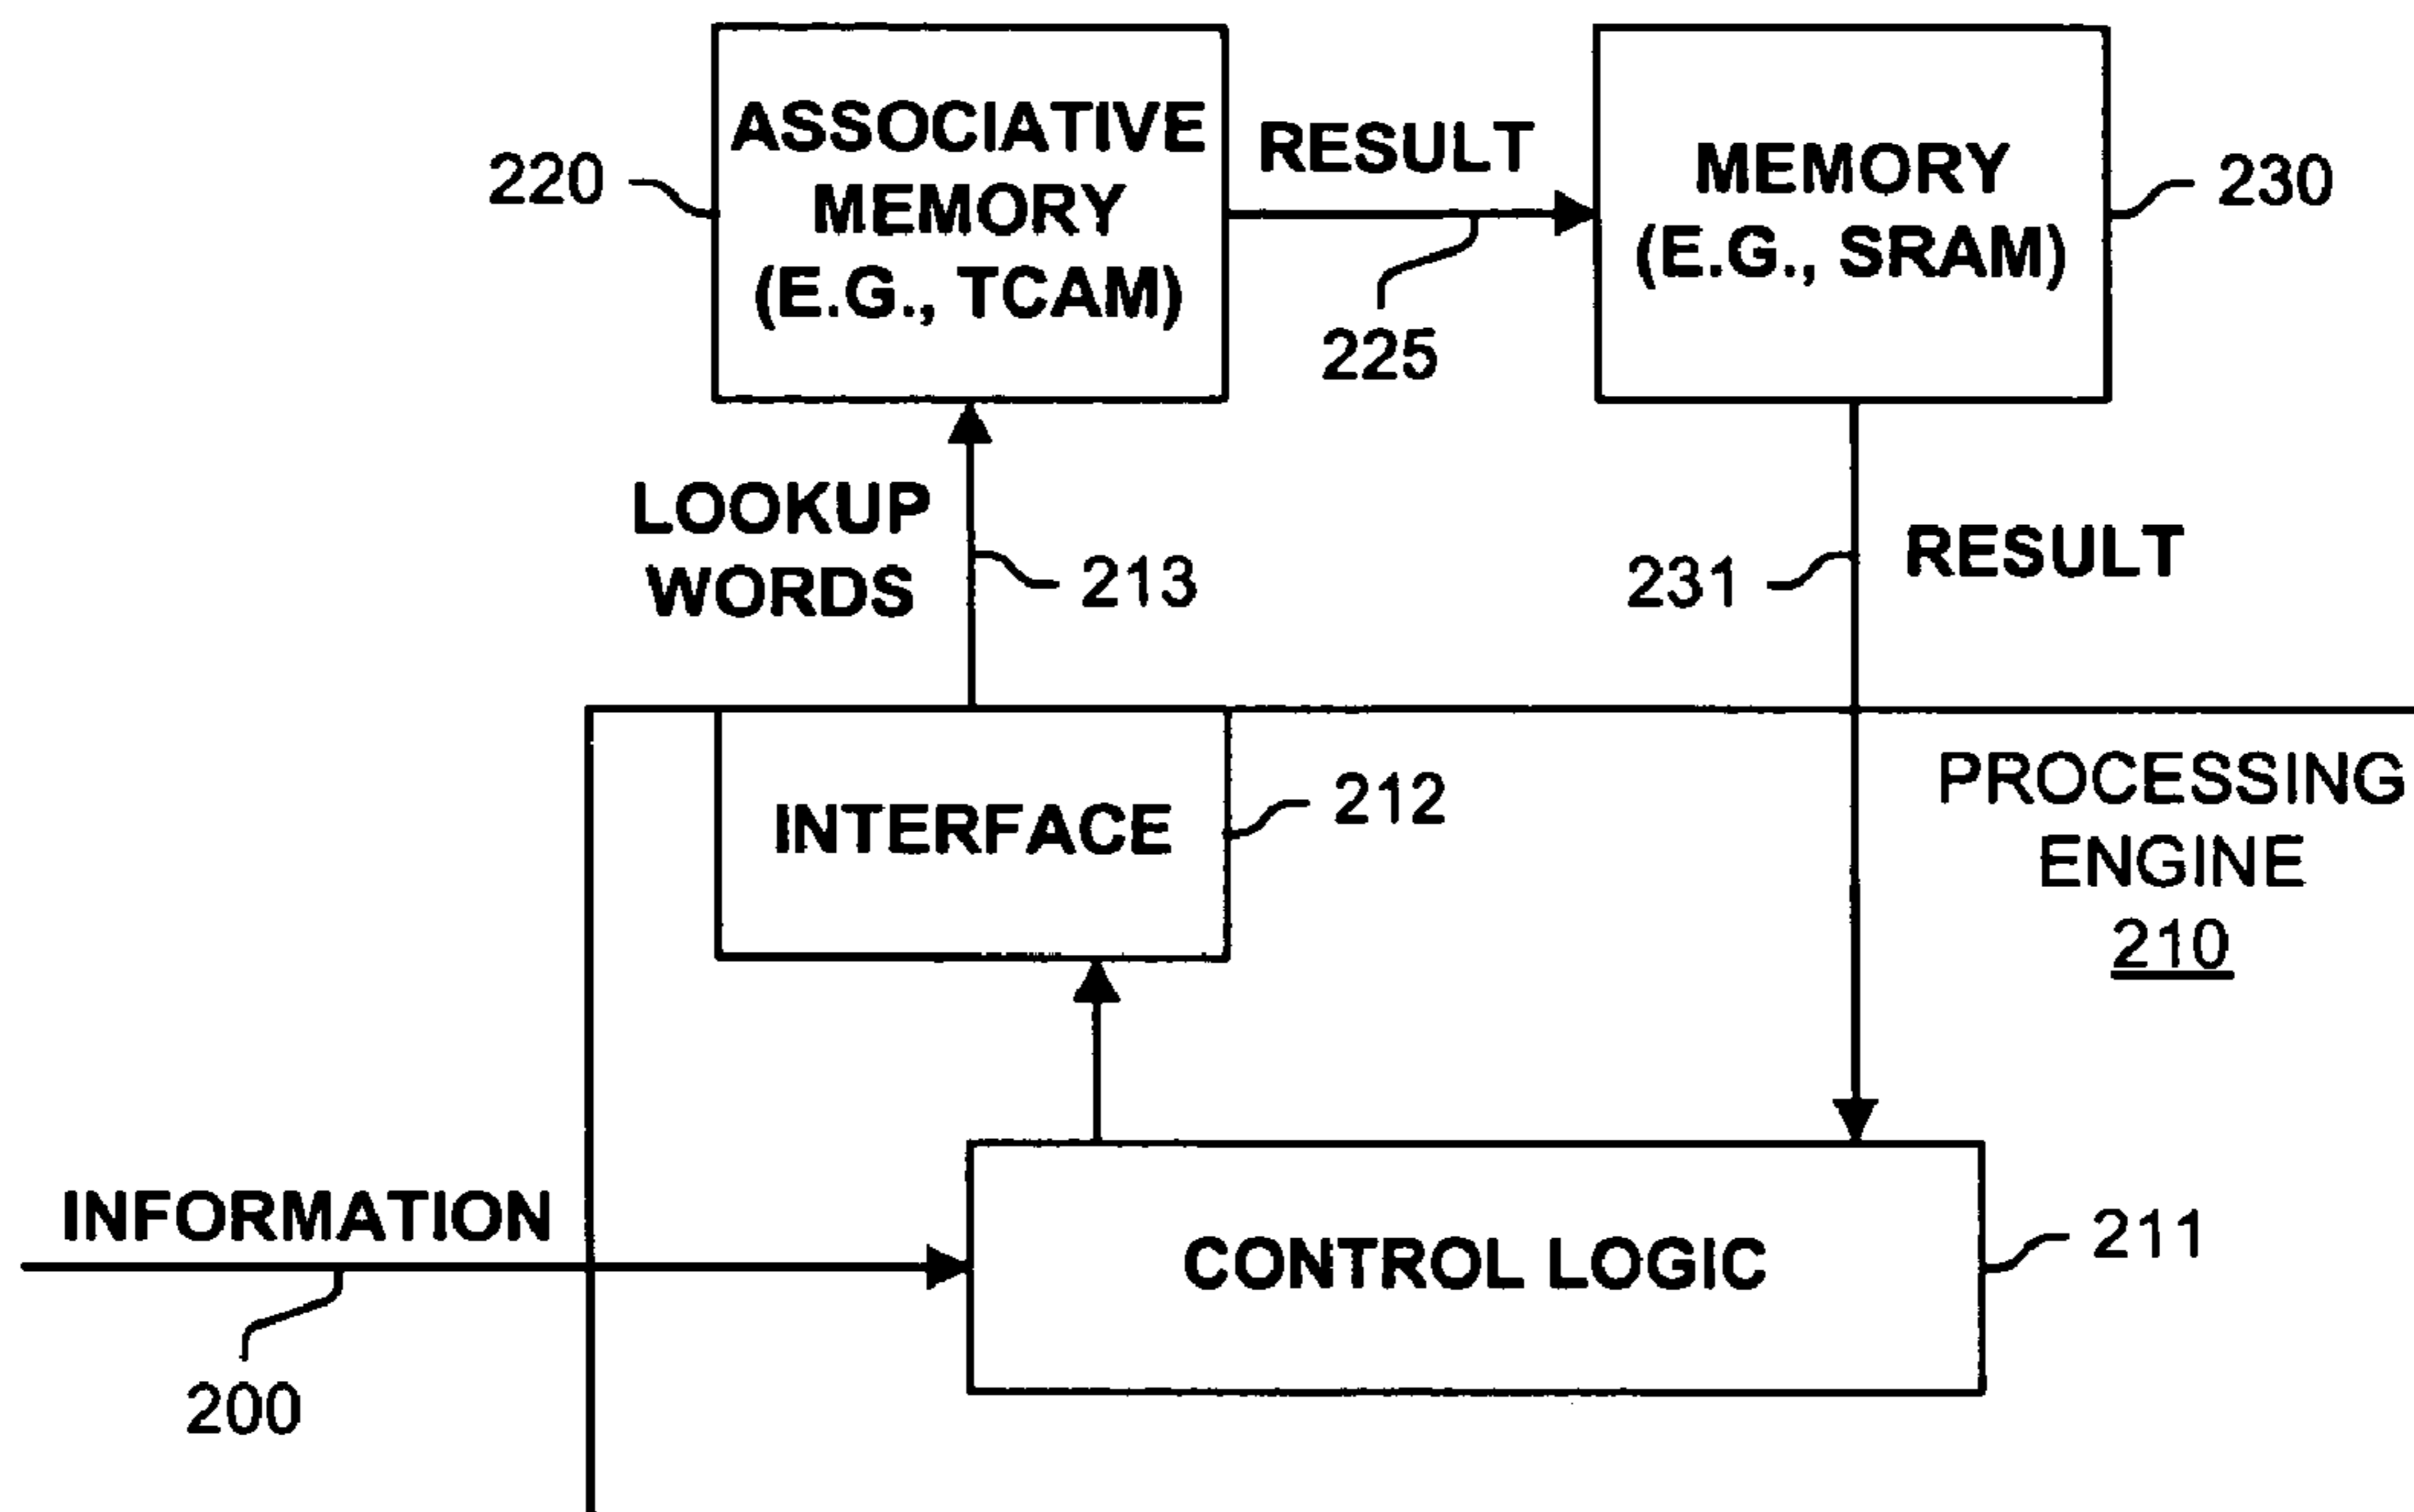 ASSOCIATIVE
MEMORY
(E.G., TCAM)
220
RESULT
225
MEMORY
(E.G., SRAM)
230
LOOKUP
WORDS
213
231
RESULT
INTERFACE
212
PROCESSING
ENGINE
210
INFORMATION
200
CONTROL LOGIC
211